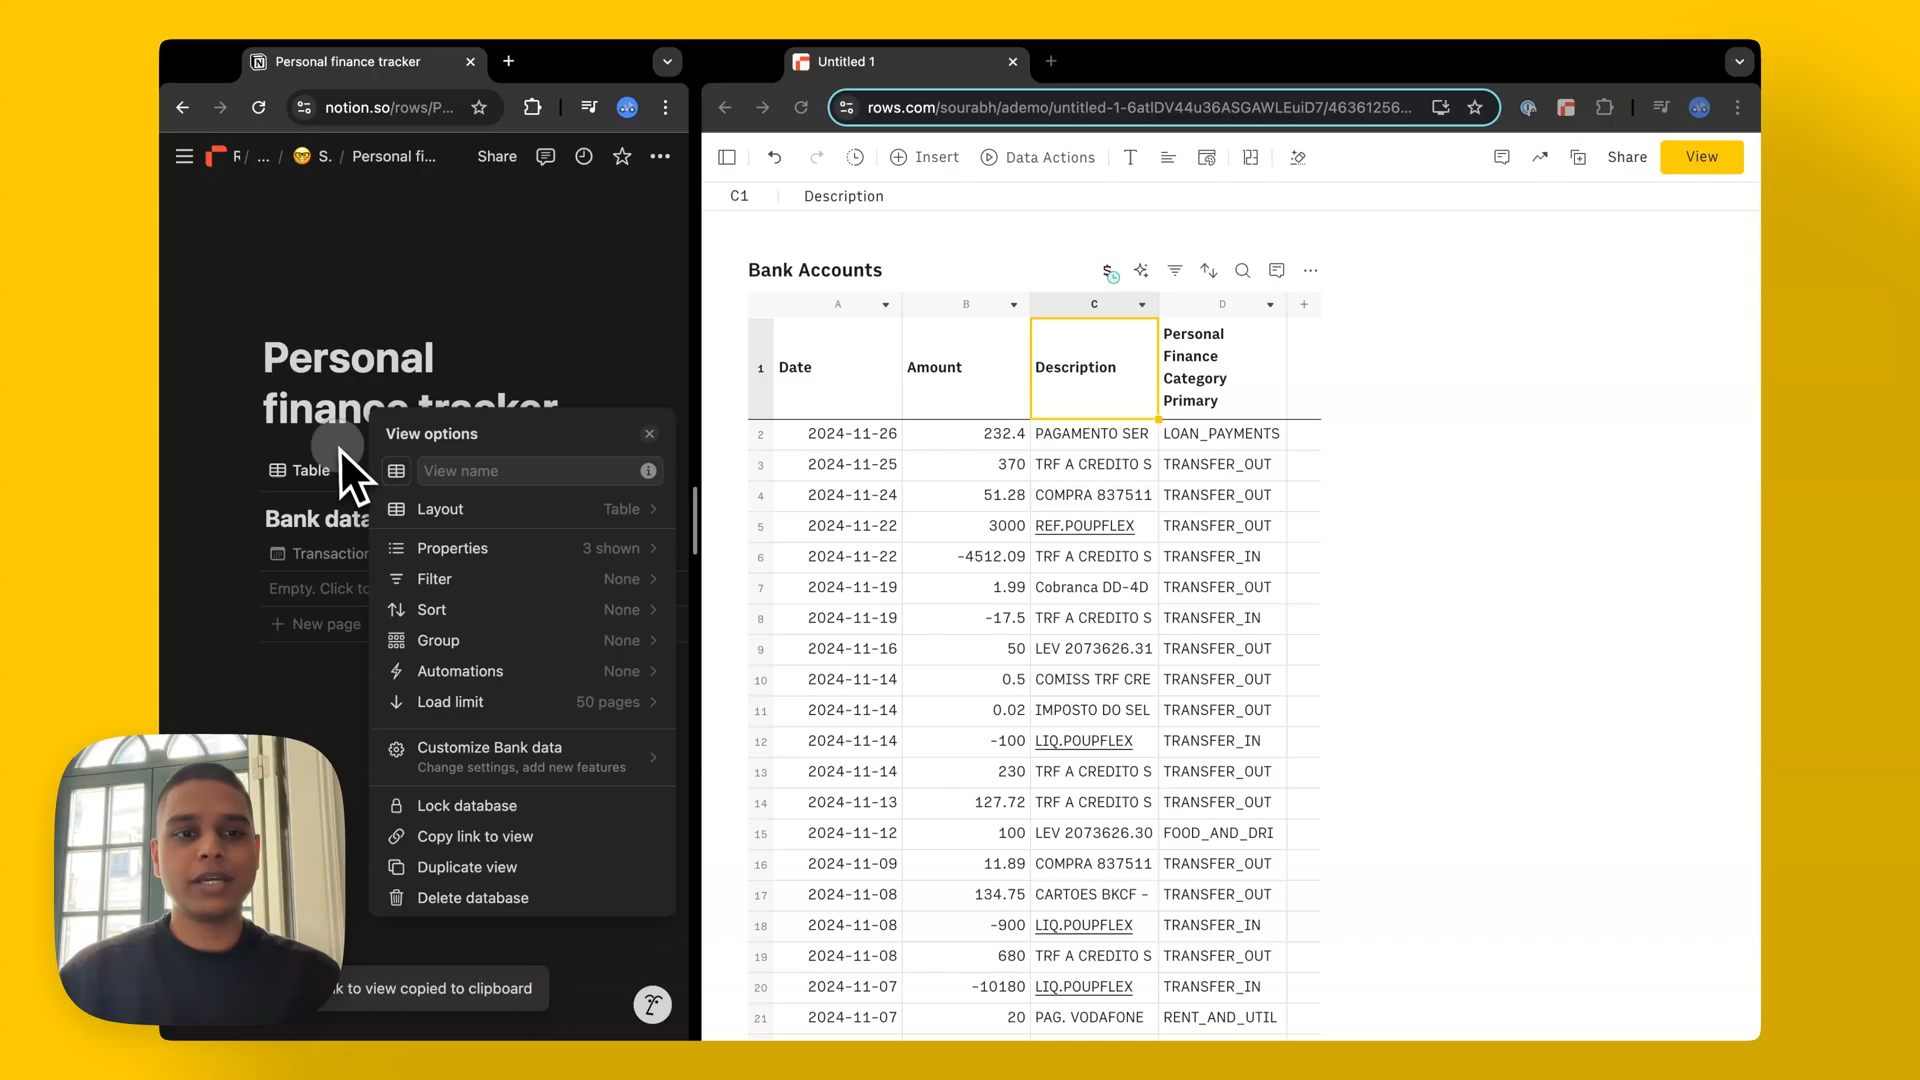 Personal finance tracker
Untitled 1
notion.so/rows/P...
rows.com/sourabh/ademo/untitled-1-6atIDV44u36ASGAWLEuiD7/46361256...
R / ... / S. / Personal fi...
Share
Insert
Data Actions
Share
View
C1
Description
Personal
finance tracker
Table
Bank data
Transaction
Empty. Click to
New page
View options
View name
Layout Table
Properties 3 shown
Filter None
Sort None
Group None
Automations None
Load limit 50 pages
Customize Bank data
Change settings, add new features
Lock database
Copy link to view
Duplicate view
Delete database
k to view copied to clipboard
Bank Accounts
A B C D
1 Date Amount Description Personal Finance Category Primary
2 2024-11-26 232.4 PAGAMENTO SER LOAN_PAYMENTS
3 2024-11-25 370 TRF A CREDITO S TRANSFER_OUT
4 2024-11-24 51.28 COMPRA 837511 TRANSFER_OUT
5 2024-11-22 3000 REF.POUPFLEX TRANSFER_OUT
6 2024-11-22 -4512.09 TRF A CREDITO S TRANSFER_IN
7 2024-11-19 1.99 Cobranca DD-4D TRANSFER_OUT
8 2024-11-19 -17.5 TRF A CREDITO S TRANSFER_IN
9 2024-11-16 50 LEV 2073626.31 TRANSFER_OUT
10 2024-11-14 0.5 COMISS TRF CRE TRANSFER_OUT
11 2024-11-14 0.02 IMPOSTO DO SEL TRANSFER_OUT
12 2024-11-14 -100 LIQ.POUPFLEX TRANSFER_IN
13 2024-11-14 230 TRF A CREDITO S TRANSFER_OUT
14 2024-11-13 127.72 TRF A CREDITO S TRANSFER_OUT
15 2024-11-12 100 LEV 2073626.30 FOOD_AND_DRI
16 2024-11-09 11.89 COMPRA 837511 TRANSFER_OUT
17 2024-11-08 134.75 CARTOES BKCF - TRANSFER_OUT
18 2024-11-08 -900 LIQ.POUPFLEX TRANSFER_IN
19 2024-11-08 680 TRF A CREDITO S TRANSFER_OUT
20 2024-11-07 -10180 LIQ.POUPFLEX TRANSFER_IN
21 2024-11-07 20 PAG. VODAFONE RENT_AND_UTIL